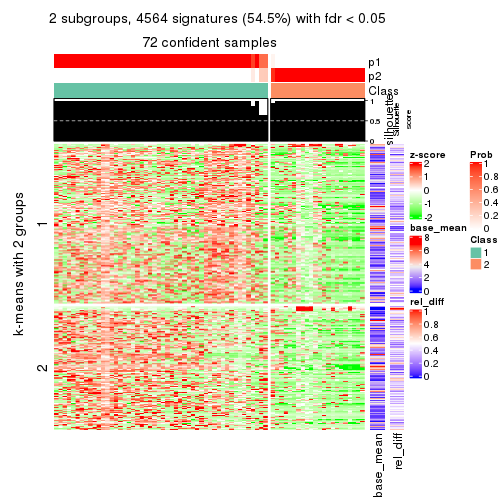 2 subgroups, 4564 signatures (54.5%) with fdr < 0.05
72 confident samples
p1
p2
Class
silhouette
Silhouette
score
1
0.5
0
k-means with 2 groups
1
2
base_mean
rel_diff
z-score
2
1
0
-1
-2
base_mean
8
6
4
2
0
rel_diff
1
0.8
0.6
0.4
0.2
0
Prob
1
0.8
0.6
0.4
0.2
0
Class
1
2